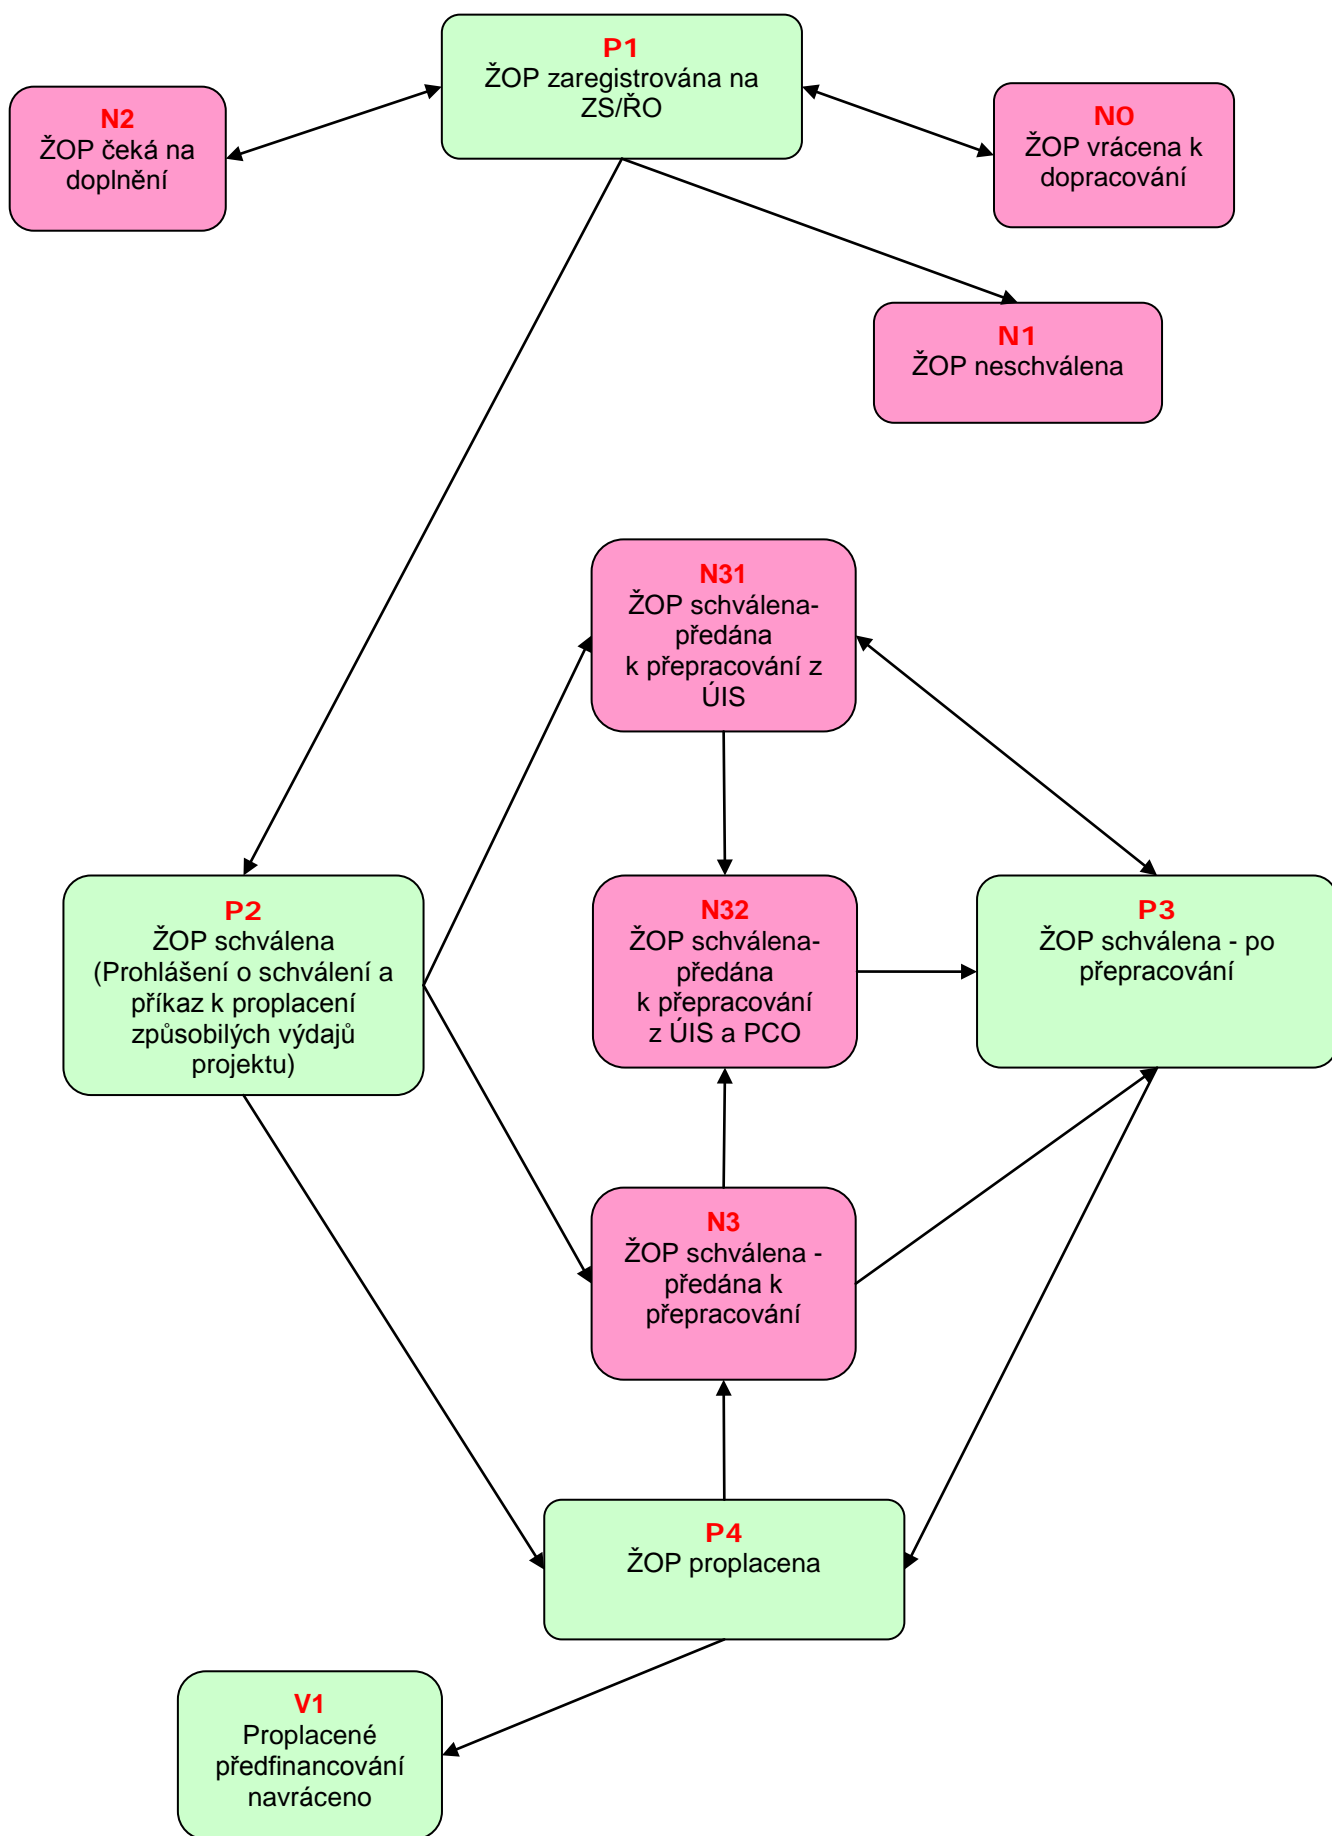 P1
ŽOP zaregistrována na
ZS/ŘO
N2
ŽOP čeká na
doplnění
N0
ŽOP vrácena k
dopracování
N1
ŽOP neschválena
N31
ŽOP schválena-
předána
k přepracování z
ÚIS
P2
ŽOP schválena
(Prohlášení o schválení a
příkaz k proplacení
způsobilých výdajů
projektu)
N32
ŽOP schválena-
předána
k přepracování
z ÚIS a PCO
P3
ŽOP schválena - po
přepracování
N3
ŽOP schválena -
předána k
přepracování
P4
ŽOP proplacena
V1
Proplacené
předfinancování
navráceno